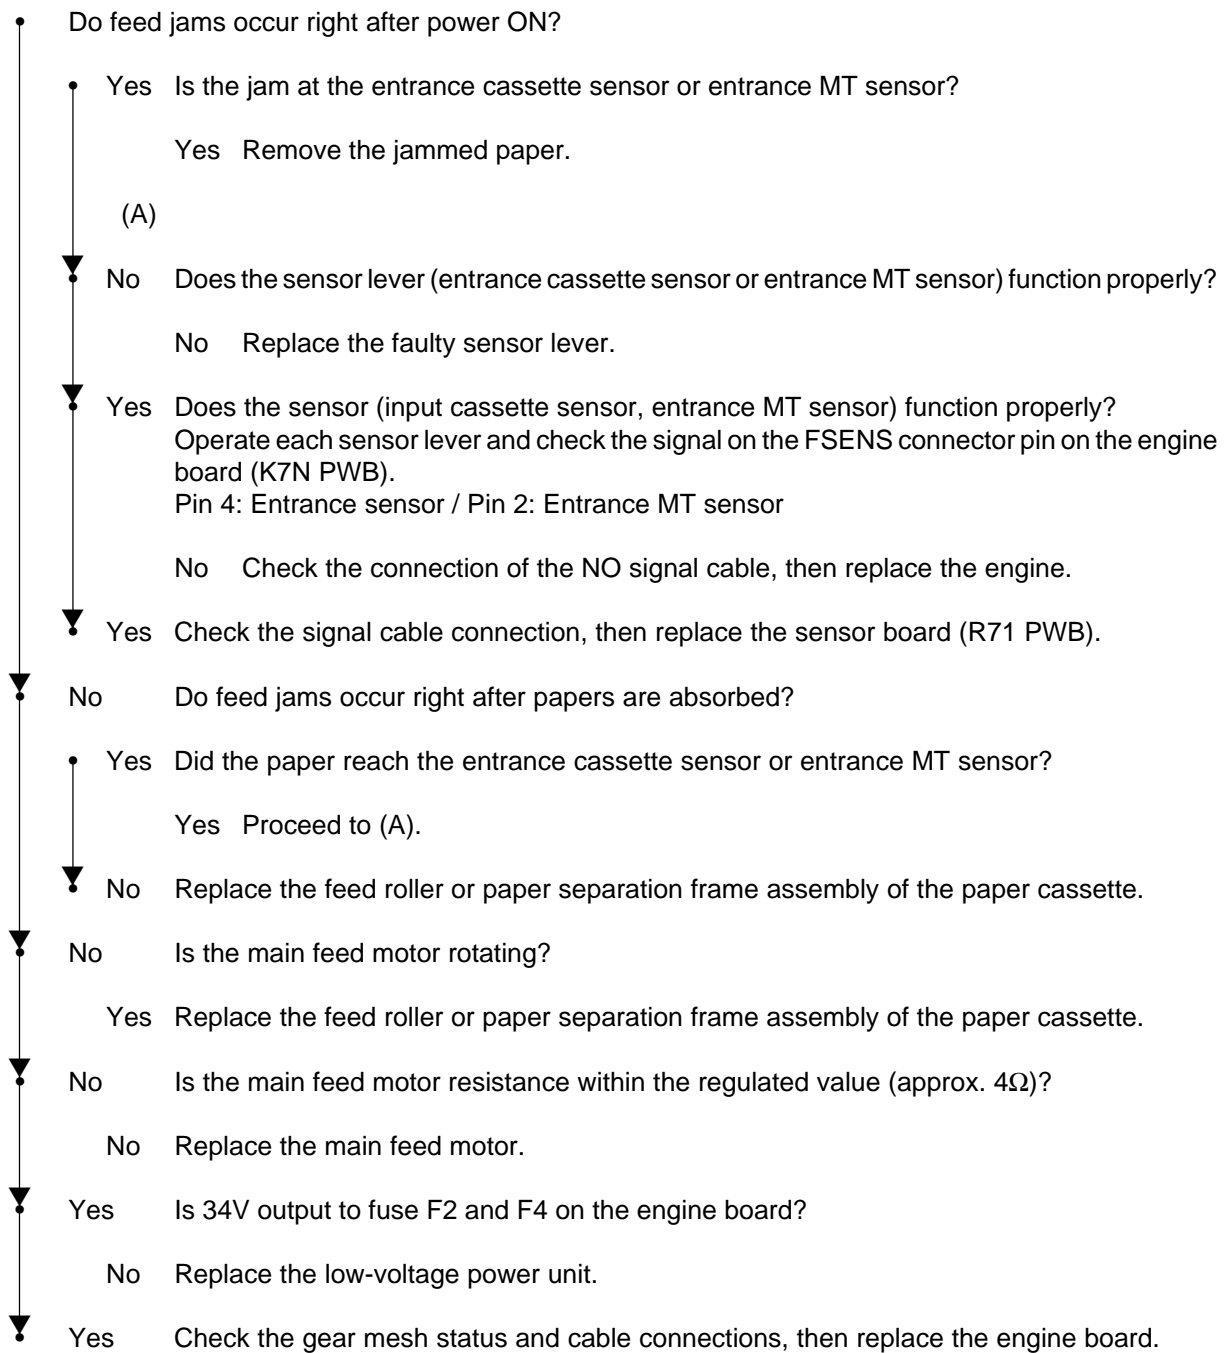 Do feed jams occur right after power ON?
Yes Is the jam at the entrance cassette sensor or entrance MT sensor?
Yes Remove the jammed paper.
(A)
No Does the sensor lever (entrance cassette sensor or entrance MT sensor) function properly?
No Replace the faulty sensor lever.
Yes Does the sensor (input cassette sensor, entrance MT sensor) function properly?
Operate each sensor lever and check the signal on the FSENS connector pin on the engine
board (K7N PWB).
Pin 4: Entrance sensor / Pin 2: Entrance MT sensor
No Check the connection of the NO signal cable, then replace the engine.
Yes Check the signal cable connection, then replace the sensor board (R71 PWB).
No Do feed jams occur right after papers are absorbed?
Yes Did the paper reach the entrance cassette sensor or entrance MT sensor?
Yes Proceed to (A).
No Replace the feed roller or paper separation frame assembly of the paper cassette.
No Is the main feed motor rotating?
Yes Replace the feed roller or paper separation frame assembly of the paper cassette.
No Is the main feed motor resistance within the regulated value (approx. 4Ω)?
No Replace the main feed motor.
Yes Is 34V output to fuse F2 and F4 on the engine board?
No Replace the low-voltage power unit.
Yes Check the gear mesh status and cable connections, then replace the engine board.